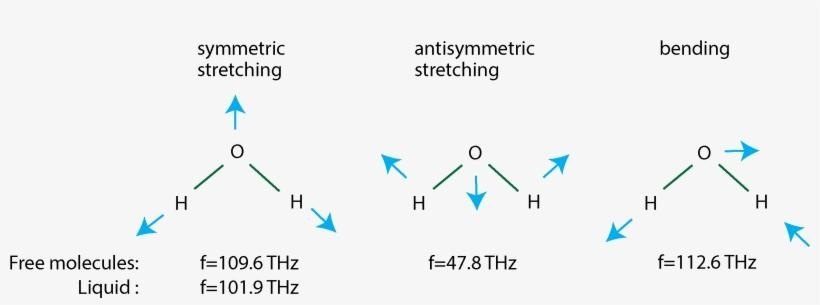 symmetric stretching
antisymmetric stretching
bending
O
H H
O
H H
O
H H
Free molecules: f=109.6 THz f=47.8 THz f=112.6 THz
Liquid : f=101.9 THz